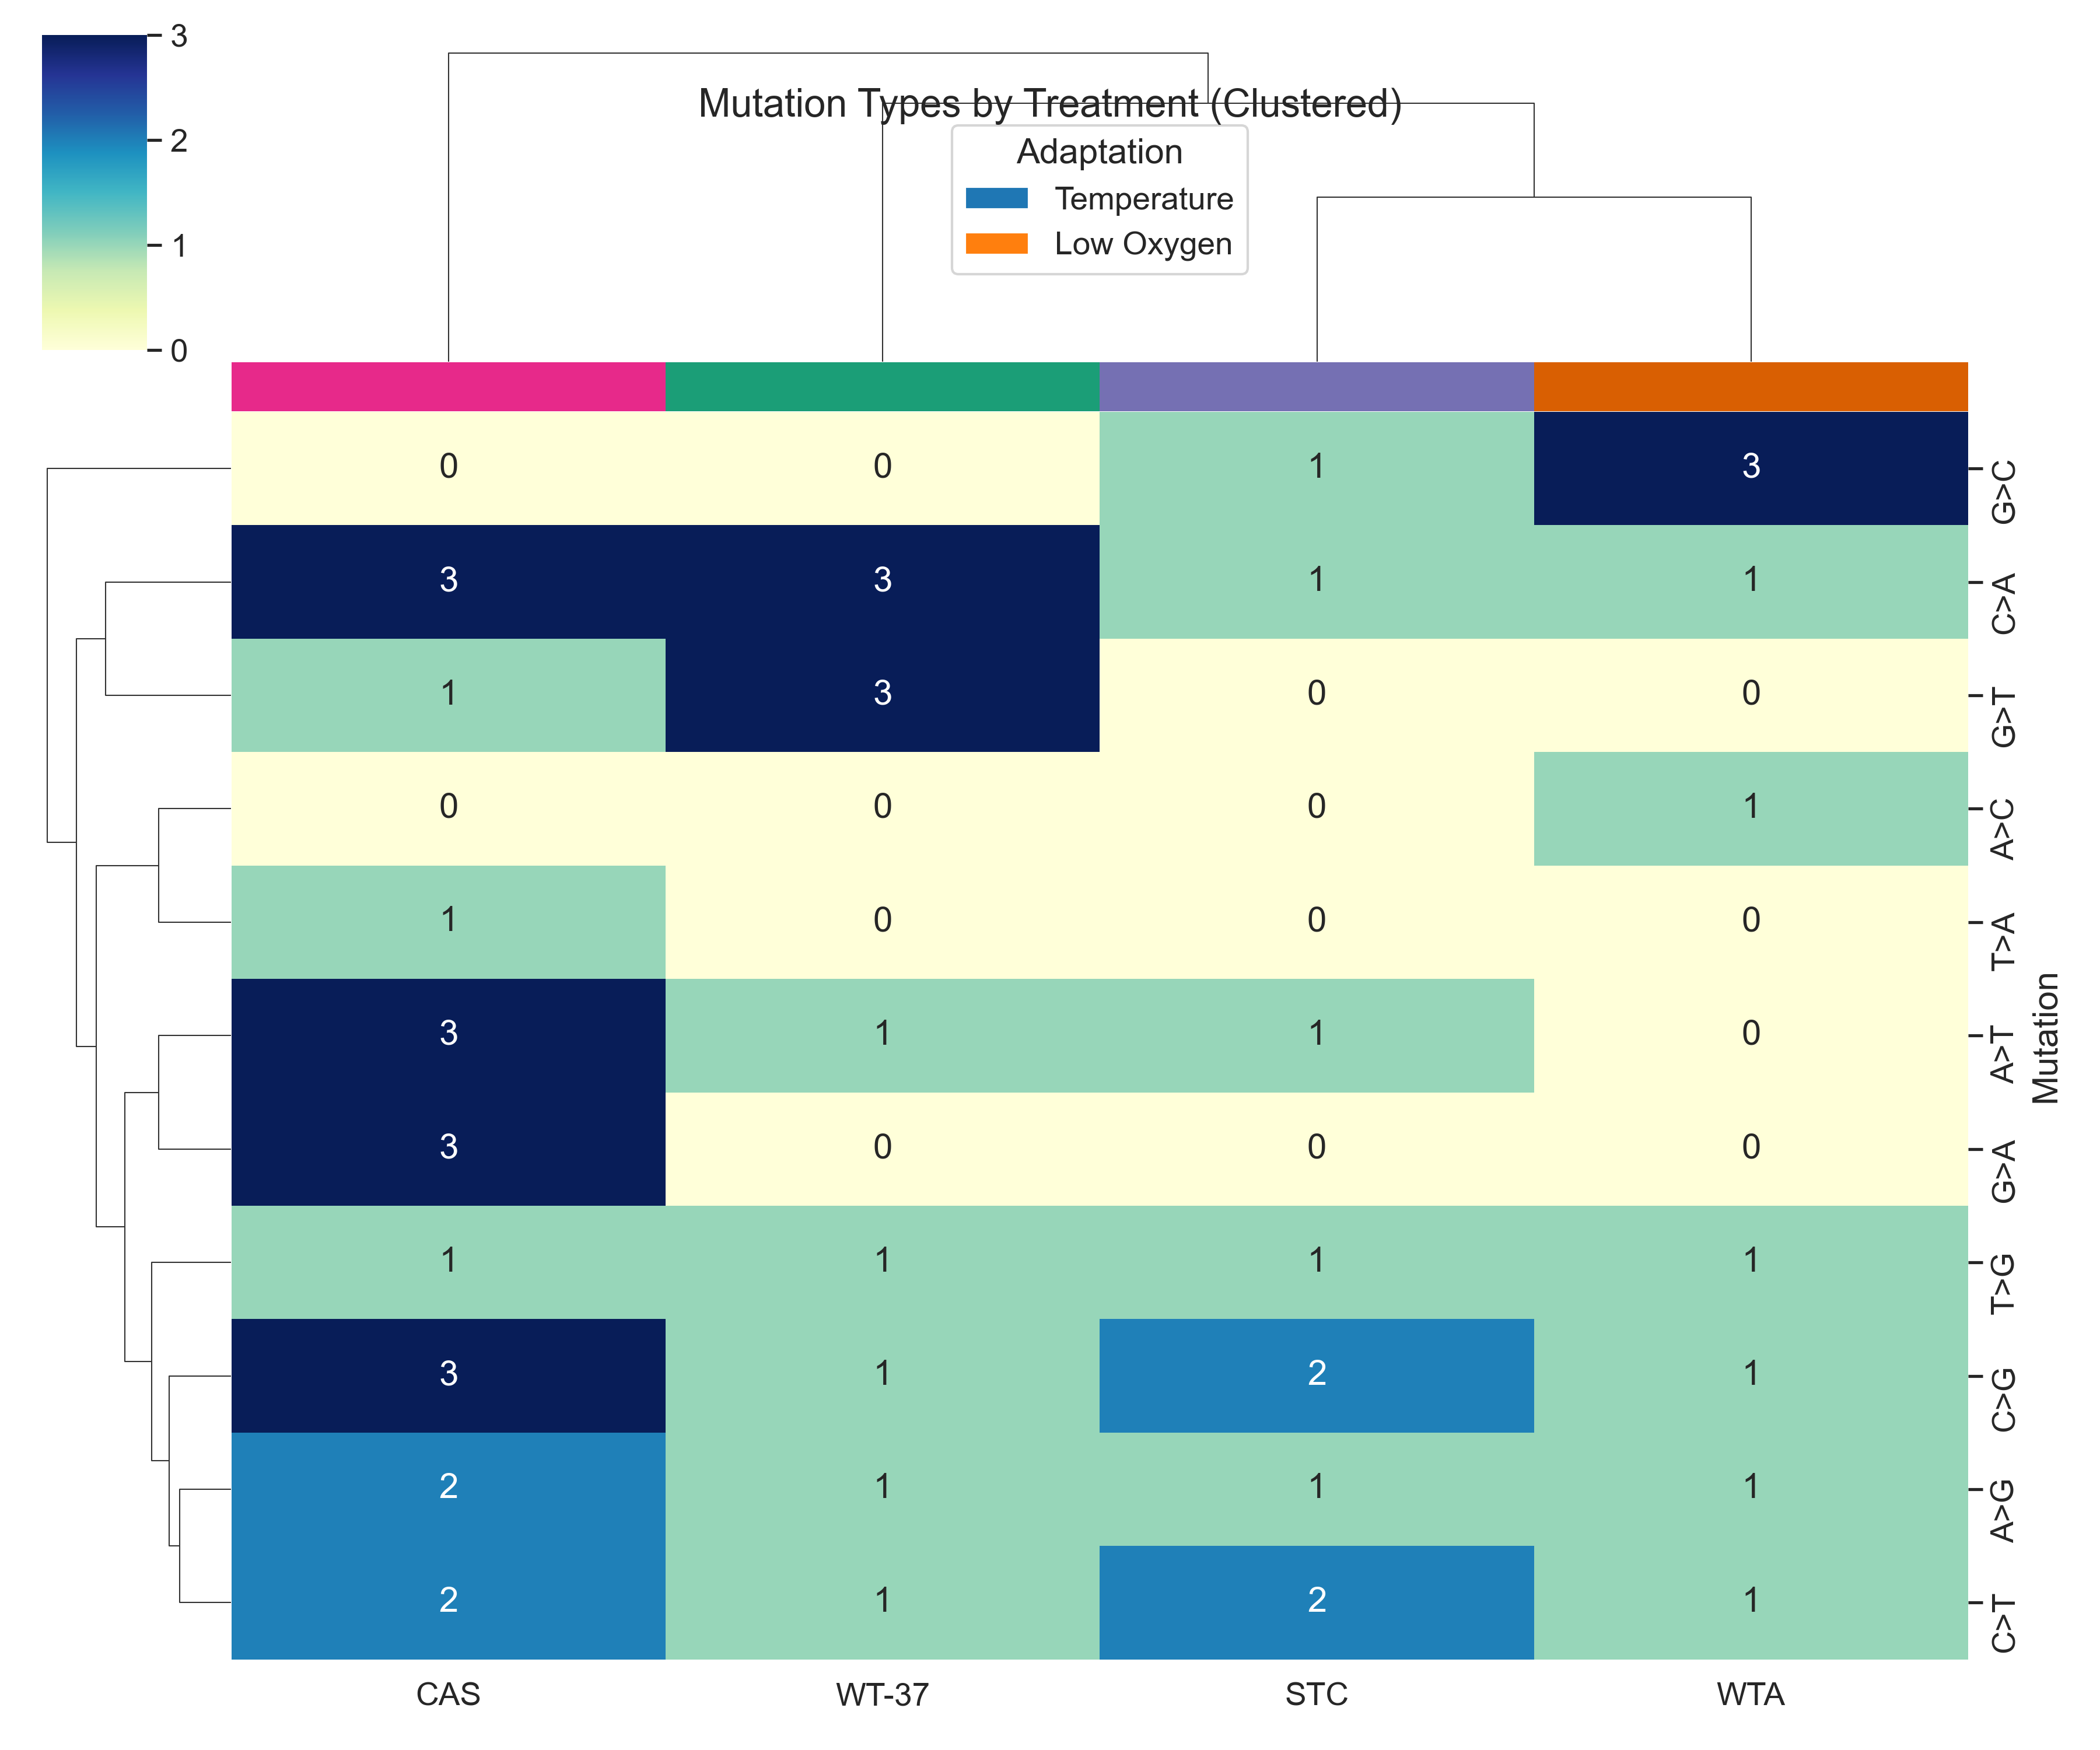 3
2
1
0
Mutation Types by Treatment (Clustered)
Adaptation
Temperature
Low Oxygen
0 0 1 3 G>C
3 3 1 1 C>A
1 3 0 0 G>T
0 0 0 1 A>C
1 0 0 0 T>A
3 1 1 0 A>T
3 0 0 0 G>A
1 1 1 1 T>G
3 1 2 1 C>G
2 1 1 1 A>G
2 1 2 1 C>T
Mutation
CAS WT-37 STC WTA